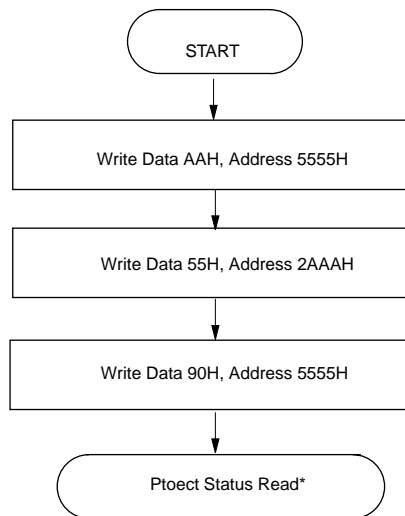 START
Write Data AAH, Address 5555H
Write Data 55H, Address 2AAAH
Write Data 90H, Address 5555H
Ptoect Status Read*